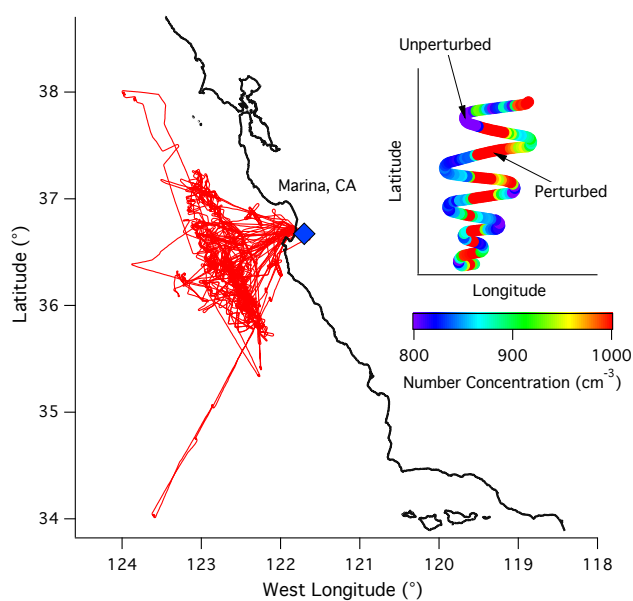 Unperturbed
38
Latitude
Marina, CA
Perturbed
37
Latitude (°)
Longitude
36
800
900
1000
Number Concentration (cm-3)
35
34
124
123
122
121
120
119
118
West Longitude (°)